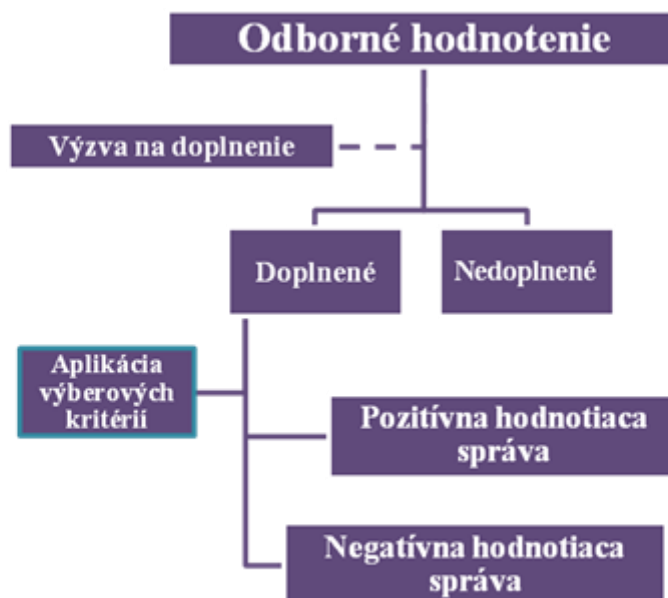 Odborné hodnotenie
Výzva na doplnenie
Doplnené
Nedoplnené
Aplikácia
výberových
kritérií
Pozitívna hodnotiaca
správa
Negatívna hodnotiaca
správa